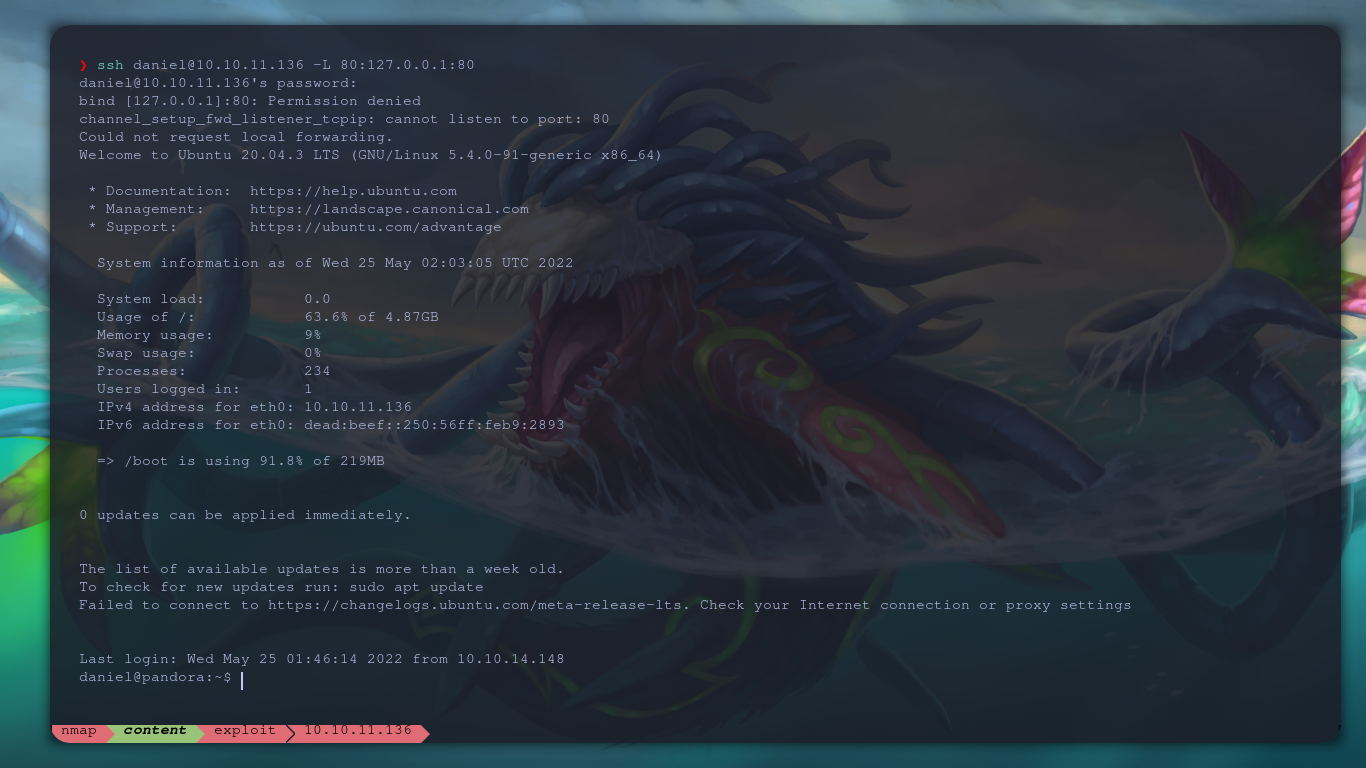 ❯ ssh daniel@10.10.11.136 -L 80:127.0.0.1:80
daniel@10.10.11.136's password:
bind [127.0.0.1]:80: Permission denied
channel_setup_fwd_listener_tcpip: cannot listen to port: 80
Could not request local forwarding.
Welcome to Ubuntu 20.04.3 LTS (GNU/Linux 5.4.0-91-generic x86_64)
* Documentation:  https://help.ubuntu.com
* Management:     https://landscape.canonical.com
* Support:        https://ubuntu.com/advantage
System information as of Wed 25 May 02:03:05 UTC 2022
System load:           0.0
Usage of /:            63.6% of 4.87GB
Memory usage:          9%
Swap usage:            0%
Processes:             234
Users logged in:       1
IPv4 address for eth0: 10.10.11.136
IPv6 address for eth0: dead:beef::250:56ff:feb9:2893
=> /boot is using 91.8% of 219MB
0 updates can be applied immediately.
The list of available updates is more than a week old.
To check for new updates run: sudo apt update
Failed to connect to https://changelogs.ubuntu.com/meta-release-lts. Check your Internet connection or proxy settings
Last login: Wed May 25 01:46:14 2022 from 10.10.14.148
daniel@pandora:~$
nmap content exploit 10.10.11.136